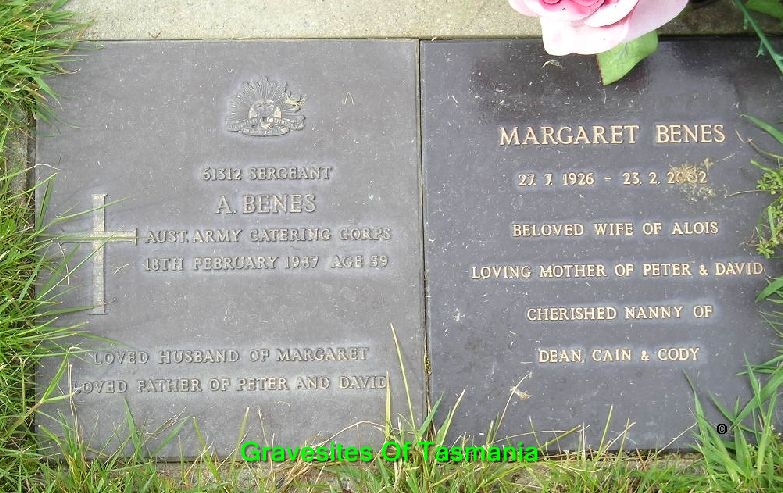 61312 SERGEANT
A. BENES
AUST. ARMY CATERING CORPS
18TH FEBRUARY 1987 AGE 59
LOVED HUSBAND OF MARGARET
LOVED FATHER OF PETER AND DAVID
MARGARET BENES
27. 7. 1926 - 23. 2. 2002
BELOVED WIFE OF ALOIS
LOVING MOTHER OF PETER & DAVID
CHERISHED NANNY OF
DEAN, CAIN & CODY
Gravesites Of Tasmania